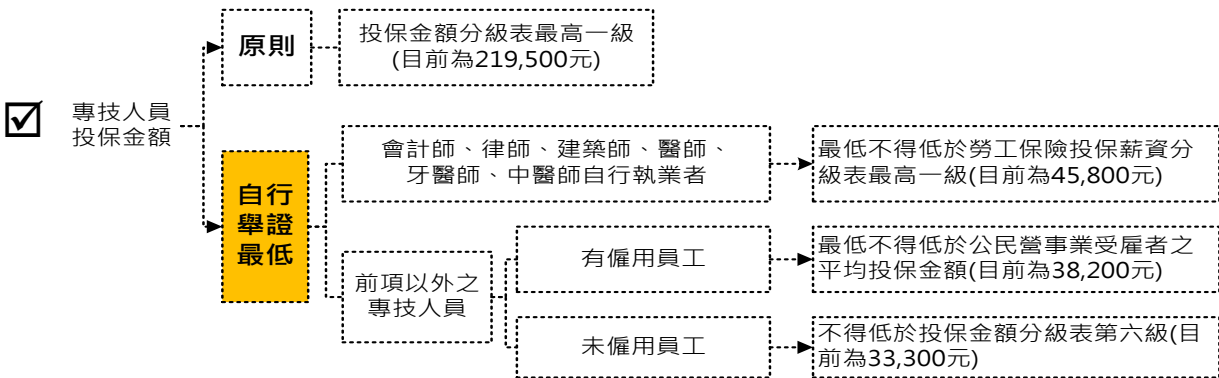 專技人員
投保金額
原則
投保金額分級表最高一級
(目前為219,500元)
自行
舉證
最低
會計師、律師、建築師、醫師、
牙醫師、中醫師自行執業者
最低不得低於勞工保險投保薪資分
級表最高一級(目前為45,800元)
前項以外之
專技人員
有僱用員工
最低不得低於公民營事業受雇者之
平均投保金額(目前為38,200元)
未僱用員工
不得低於投保金額分級表第六級(目
前為33,300元)